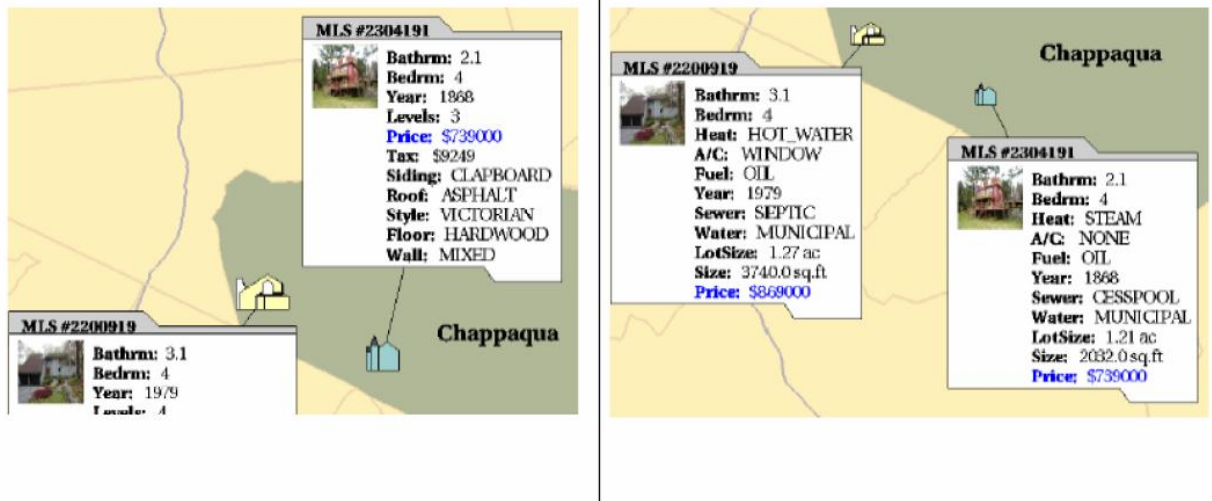 MLS #2304191
Bathrm: 2.1
Bedrm: 4
Year: 1868
Levels: 3
Price: $739000
Tax: $9249
Siding: CLAPBOARD
Roof: ASPHALT
Style: VICTORIAN
Floor: HARDWOOD
Wall: MIXED
Chappaqua
MLS #2200919
Bathrm: 3.1
Bedrm: 4
Year: 1979
Levels: 4
Chappaqua
MLS #2200919
Bathrm: 3.1
Bedrm: 4
Heat: HOT_WATER
A/C: WINDOW
Fuel: OIL
Year: 1979
Sewer: SEPTIC
Water: MUNICIPAL
LotSize: 1.27 ac
Size: 3740.0 sq.ft
Price: $869000
MLS #2304191
Bathrm: 2.1
Bedrm: 4
Heat: STEAM
A/C: NONE
Fuel: OIL
Year: 1868
Sewer: CESSPOOL
Water: MUNICIPAL
LotSize: 1.21 ac
Size: 2032.0 sq.ft
Price: $739000